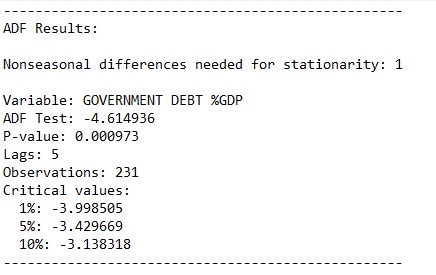 --------------------------------------------------
ADF Results:
Nonseasonal differences needed for stationarity: 1
Variable: GOVERNMENT DEBT %GDP
ADF Test: -4.614936
P-value: 0.000973
Lags: 5
Observations: 231
Critical values:
  1%: -3.998505
  5%: -3.429669
  10%: -3.138318
--------------------------------------------------